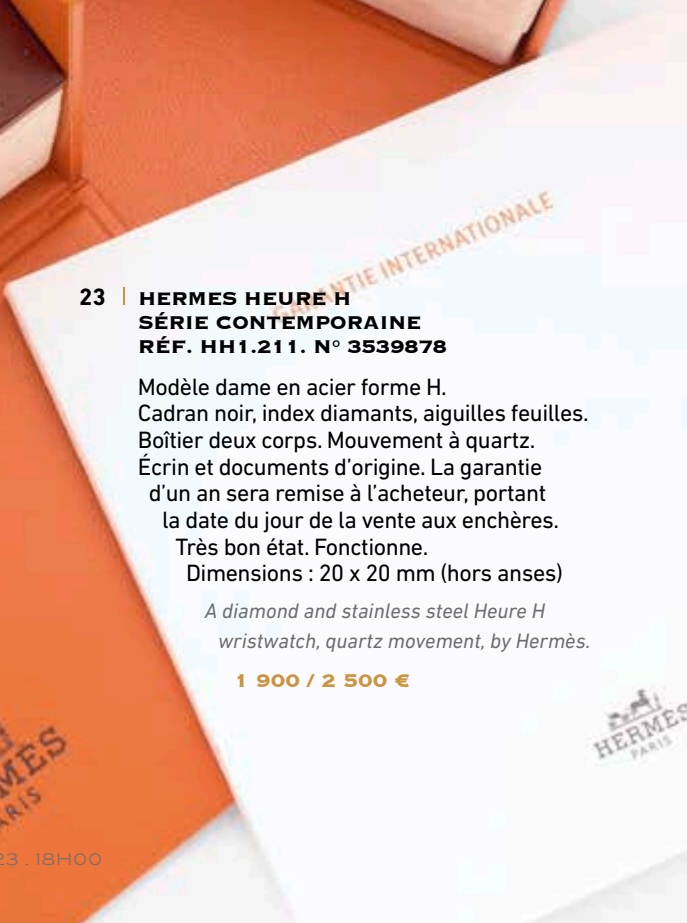 GARANTIE INTERNATIONALE
23 | HERMES HEURE H
SÉRIE CONTEMPORAINE
RÉF. HH1.211. N° 3539878
Modèle dame en acier forme H.
Cadran noir, index diamants, aiguilles feuilles.
Boîtier deux corps. Mouvement à quartz.
Écrin et documents d’origine. La garantie
d’un an sera remise à l’acheteur, portant
la date du jour de la vente aux enchères.
Très bon état. Fonctionne.
Dimensions : 20 x 20 mm (hors anses)
A diamond and stainless steel Heure H
wristwatch, quartz movement, by Hermès.
1 900 / 2 500 €
HERMES
PARIS
MES
ARIS
23 . 18H00